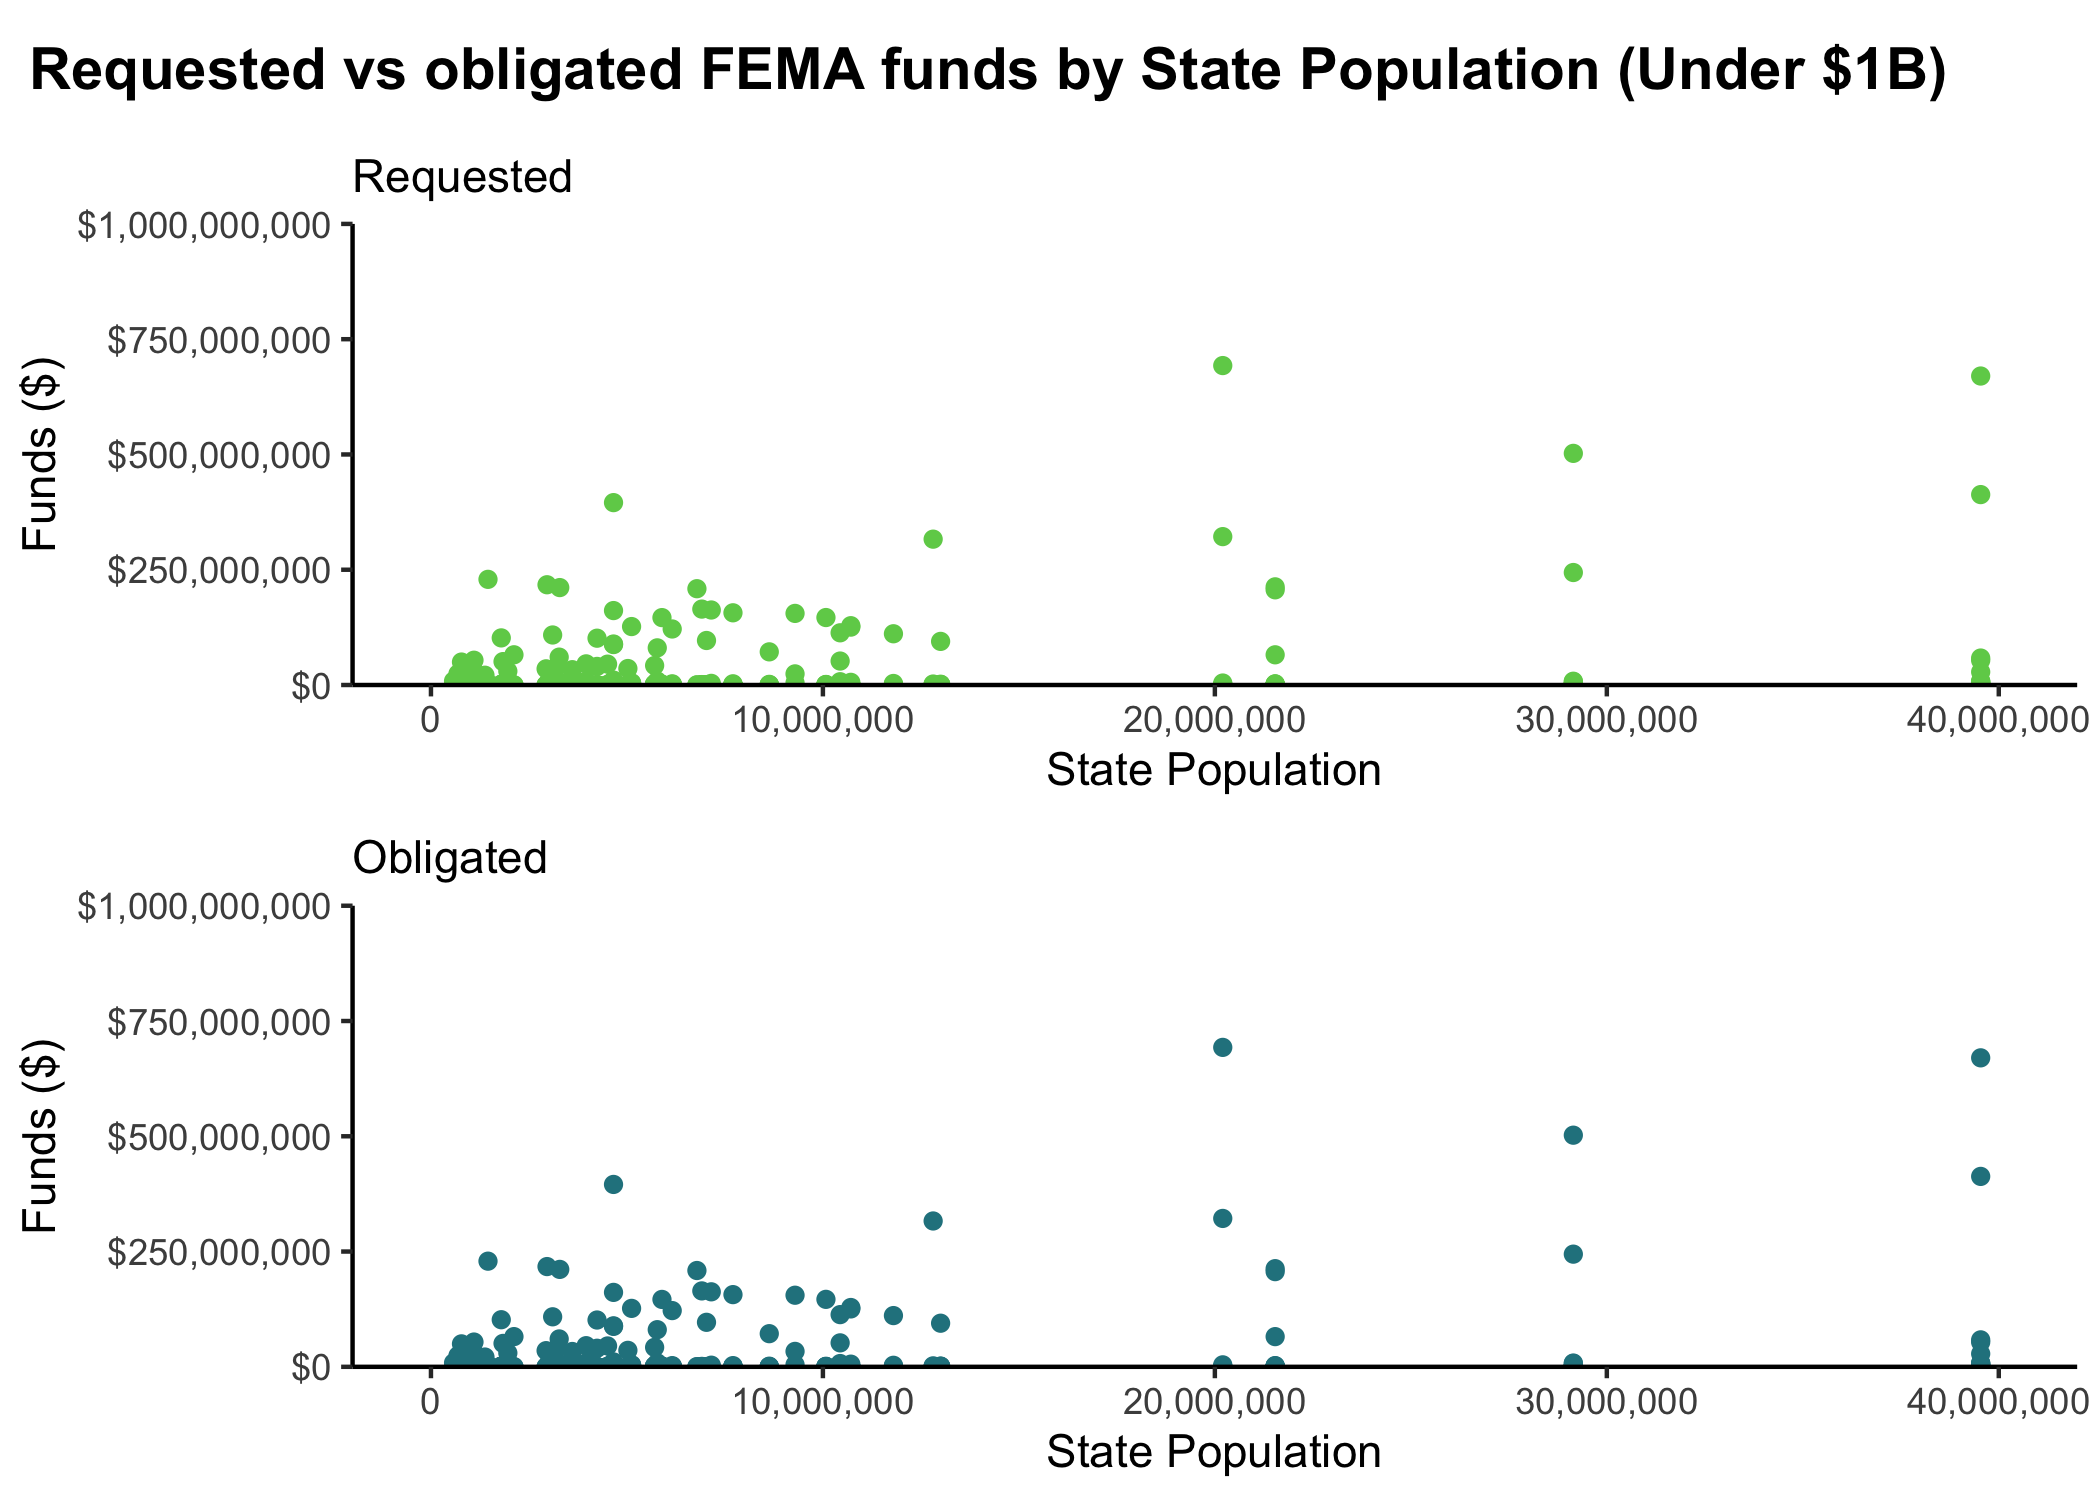 Requested vs obligated FEMA funds by State Population (Under $1B)
Requested
$1,000,000,000
$750,000,000
$500,000,000
$250,000,000
$0
Funds ($)
0 10,000,000 20,000,000 30,000,000 40,000,000
State Population
Obligated
$1,000,000,000
$750,000,000
$500,000,000
$250,000,000
$0
Funds ($)
0 10,000,000 20,000,000 30,000,000 40,000,000
State Population